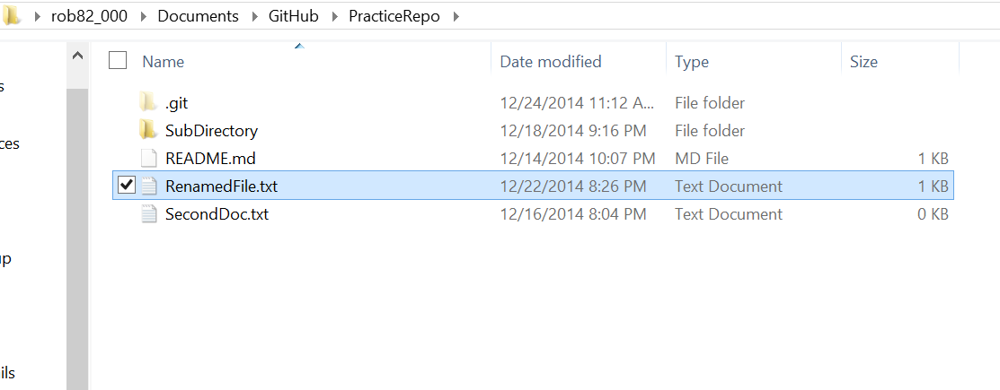 rob82_000 Documents GitHub PracticeRepo
Name Date modified Type Size
s
.git 12/24/2014 11:12 A... File folder
SubDirectory 12/18/2014 9:16 PM File folder
ces
README.md 12/14/2014 10:07 PM MD File 1 KB
RenamedFile.txt 12/22/2014 8:26 PM Text Document 1 KB
SecondDoc.txt 12/16/2014 8:04 PM Text Document 0 KB
up
ils